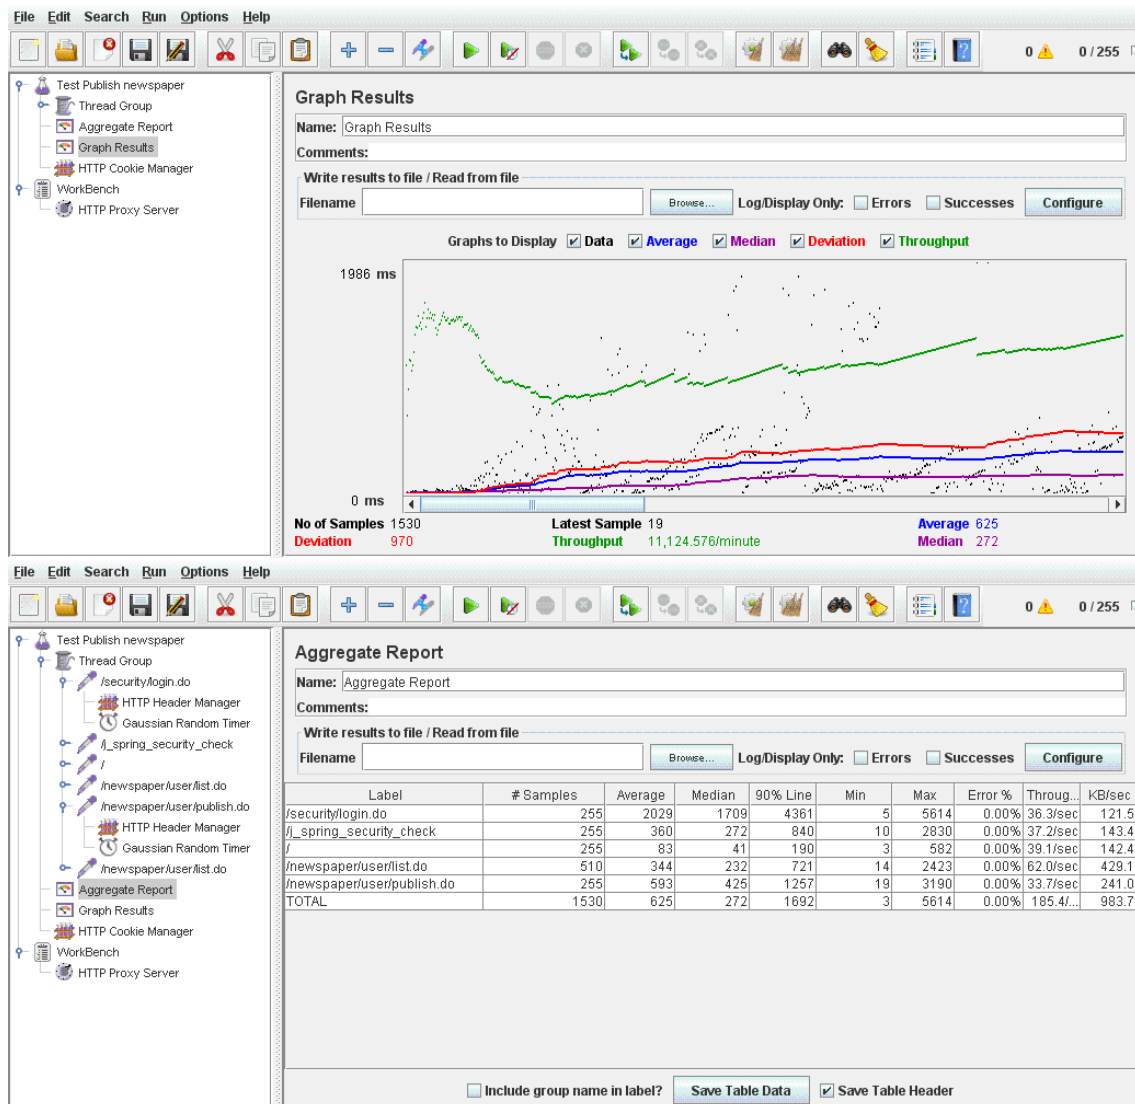 File Edit Search Run Options Help
0 0 / 255
Test Publish newspaper
Thread Group
Aggregate Report
Graph Results
HTTP Cookie Manager
WorkBench
HTTP Proxy Server
Graph Results
Name: Graph Results
Comments:
Write results to file / Read from file
Filename Browse... Log/Display Only: Errors Successes Configure
Graphs to Display Data Average Median Deviation Throughput
1986 ms
0 ms
No of Samples 1530 Latest Sample 19 Average 625
Deviation 970 Throughput 11,124.576/minute Median 272
File Edit Search Run Options Help
0 0 / 255
Test Publish newspaper
Thread Group
/security/login.do
HTTP Header Manager
Gaussian Random Timer
/j_spring_security_check
/
/newspaper/user/list.do
/newspaper/user/publish.do
HTTP Header Manager
Gaussian Random Timer
/newspaper/user/list.do
Aggregate Report
Graph Results
HTTP Cookie Manager
WorkBench
HTTP Proxy Server
Aggregate Report
Name: Aggregate Report
Comments:
Write results to file / Read from file
Filename Browse... Log/Display Only: Errors Successes Configure
Label # Samples Average Median 90% Line Min Max Error % Throug... KB/sec
/security/login.do 255 2029 1709 4361 5 5614 0.00% 36.3/sec 121.5
/j_spring_security_check 255 360 272 840 10 2830 0.00% 37.2/sec 143.4
/ 255 83 41 190 3 582 0.00% 39.1/sec 142.4
/newspaper/user/list.do 510 344 232 721 14 2423 0.00% 62.0/sec 429.1
/newspaper/user/publish.do 255 593 425 1257 19 3190 0.00% 33.7/sec 241.0
TOTAL 1530 625 272 1692 3 5614 0.00% 185.4/... 983.7
Include group name in label? Save Table Data Save Table Header